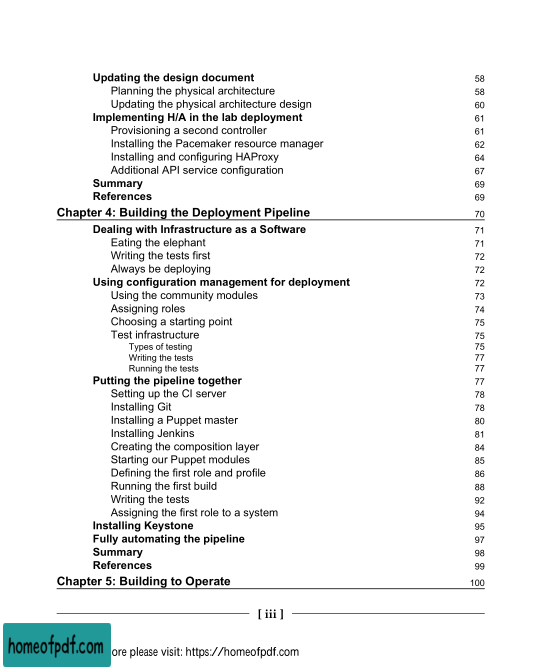 Updating the design document 58
Planning the physical architecture 58
Updating the physical architecture design 60
Implementing H/A in the lab deployment 61
Provisioning a second controller 61
Installing the Pacemaker resource manager 62
Installing and configuring HAProxy 64
Additional API service configuration 67
Summary 69
References 69
Chapter 4: Building the Deployment Pipeline 70
Dealing with Infrastructure as a Software 71
Eating the elephant 71
Writing the tests first 72
Always be deploying 72
Using configuration management for deployment 72
Using the community modules 73
Assigning roles 74
Choosing a starting point 75
Test infrastructure 75
Types of testing 75
Writing the tests 77
Running the tests 77
Putting the pipeline together 77
Setting up the CI server 78
Installing Git 78
Installing a Puppet master 80
Installing Jenkins 81
Creating the composition layer 84
Starting our Puppet modules 85
Defining the first role and profile 86
Running the first build 88
Writing the tests 92
Assigning the first role to a system 94
Installing Keystone 95
Fully automating the pipeline 97
Summary 98
References 99
Chapter 5: Building to Operate 100
[ iii ]
homeofpdf.com ore please visit: https://homeofpdf.com